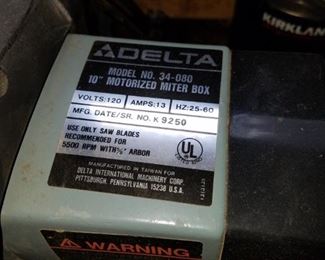 KIRKLAN
DELTA
MODEL NO. 34-080
10" MOTORIZED MITER BOX
VOLTS:120 AMPS:13 HZ:25-60
MFG. DATE/SR. NO. K 9250
USE ONLY SAW BLADES
RECOMMENDED FOR
5500 RPM WITH 5/8" ARBOR
UL
MANUFACTURED IN TAIWAN FOR
DELTA INTERNATIONAL MACHINERY CORP.
PITTSBURGH, PENNSYLVANIA 15238 U.S.A.
WARNING